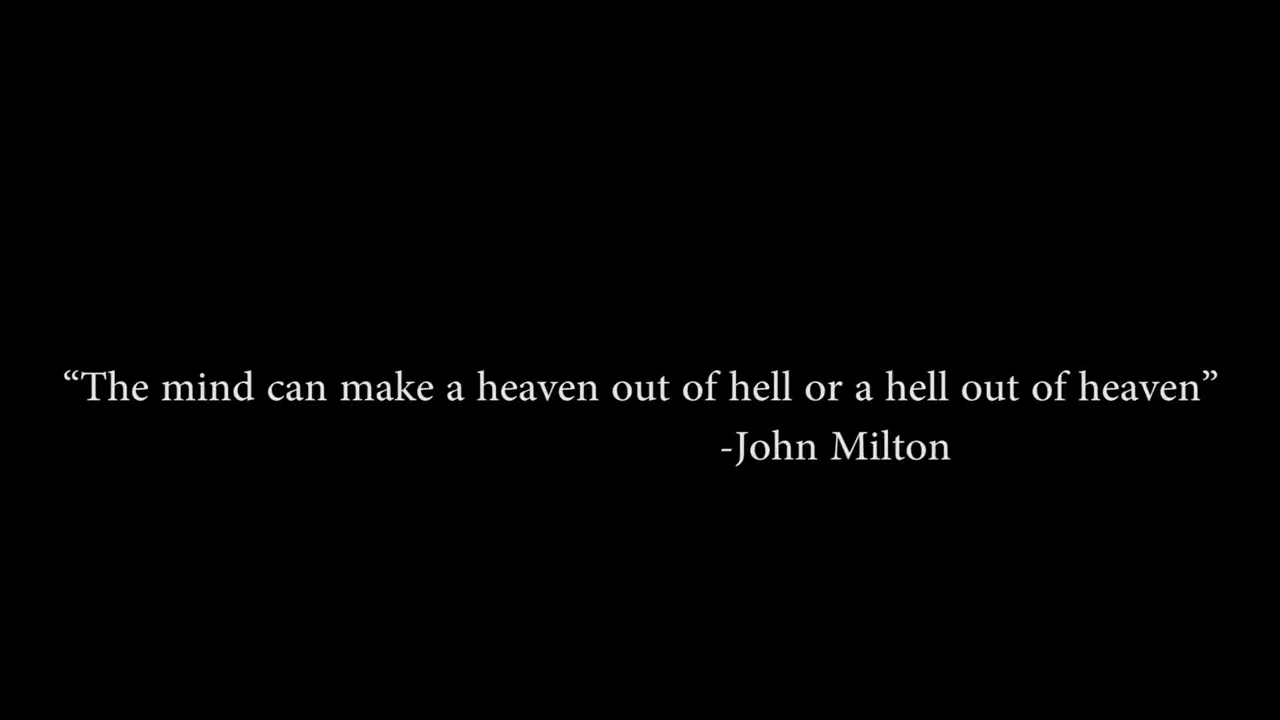 “The mind can make a heaven out of hell or a hell out of heaven”
-John Milton